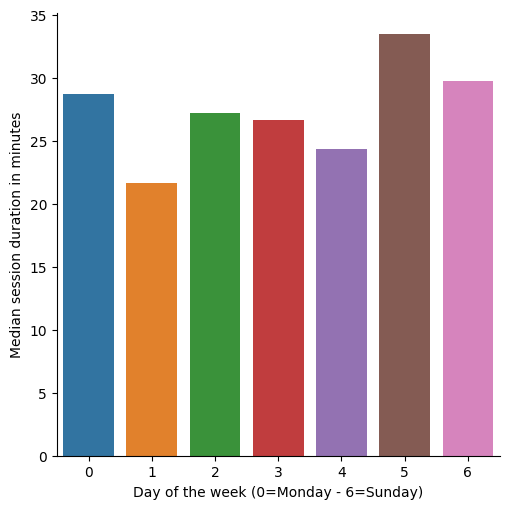 35
30
25
20
15
10
5
0
Median session duration in minutes
0 1 2 3 4 5 6
Day of the week (0=Monday - 6=Sunday)